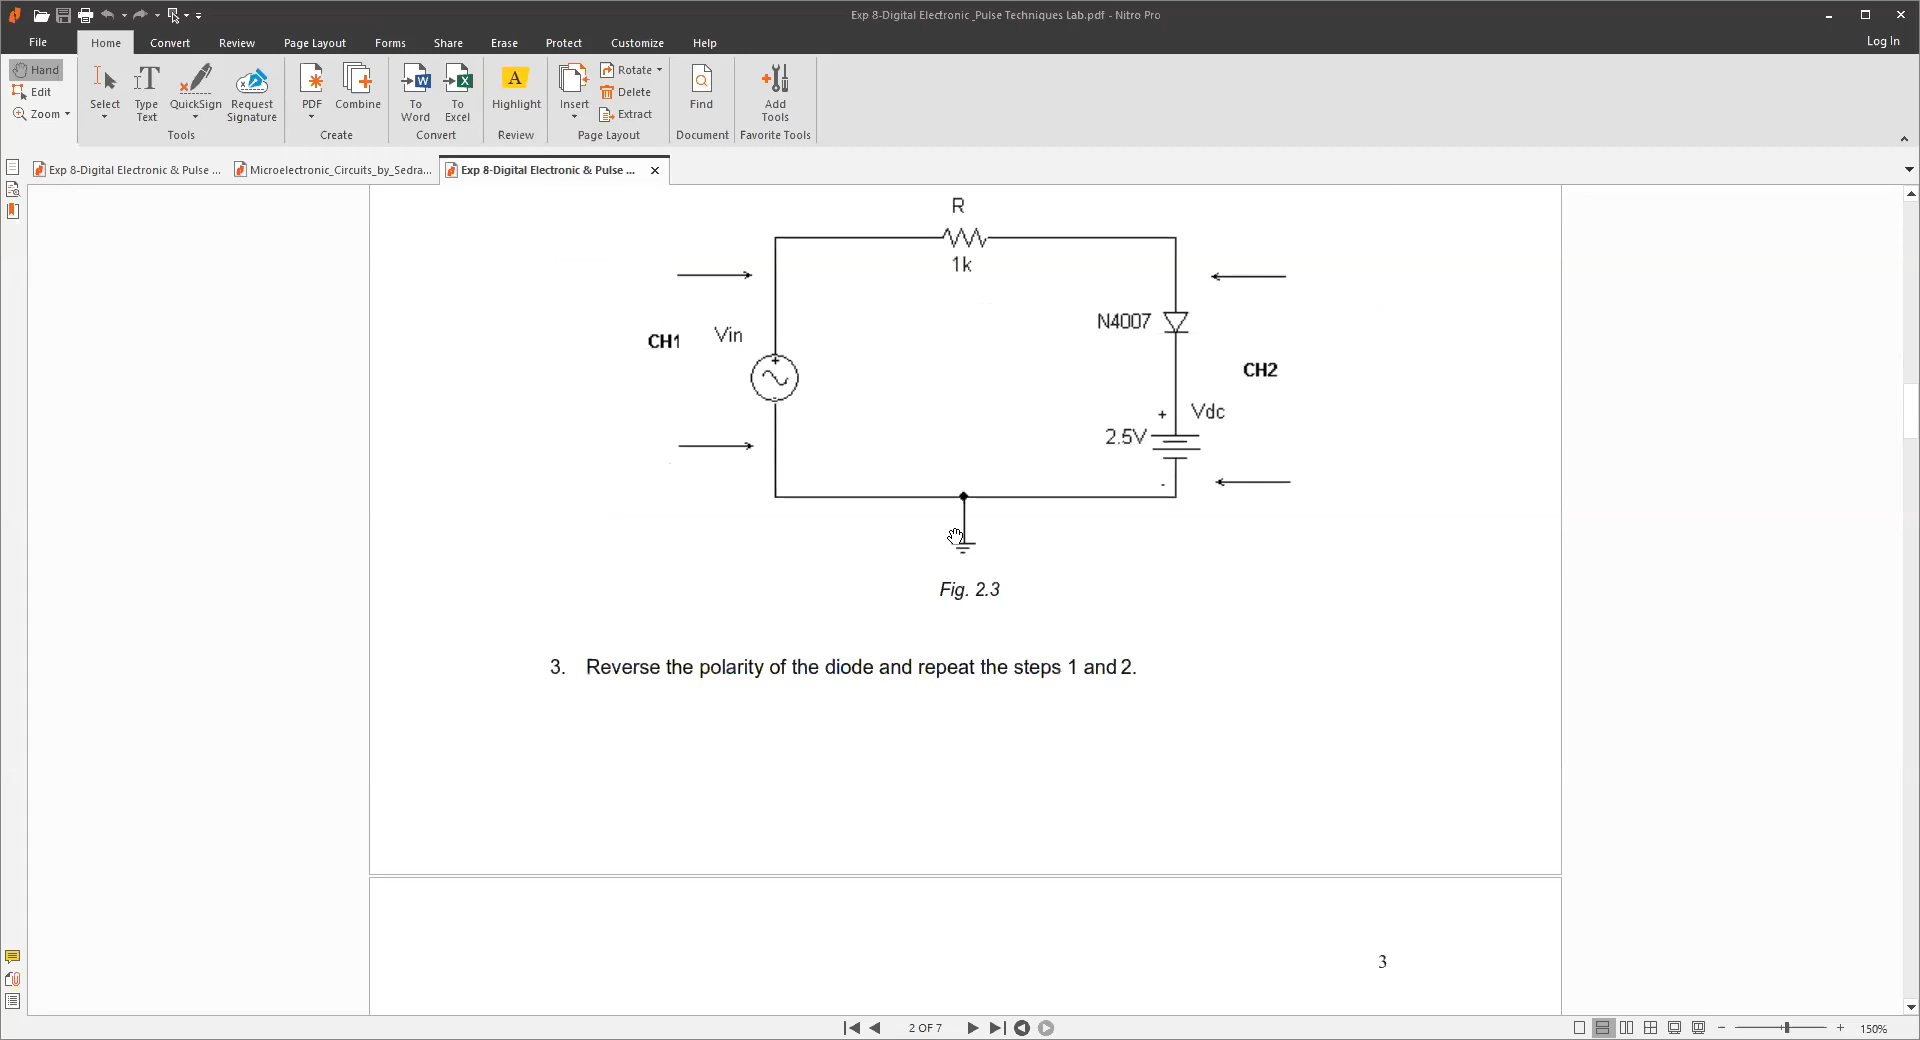 Exp 8-Digital Electronic _Pulse Techniques Lab.pdf - Nitro Pro
File Home Convert Review Page Layout Forms Share Erase Protect Customize Help Log In
Hand
Edit
Zoom
Select
Type Text
QuickSign
Request Signature
Tools
PDF
Combine
Create
To Word
To Excel
Convert
Highlight
Review
Insert
Rotate
Delete
Extract
Page Layout
Find
Document
Add Tools
Favorite Tools
Exp 8-Digital Electronic & Pulse ...
Microelectronic_Circuits_by_Sedra...
Exp 8-Digital Electronic & Pulse ...
R
1k
CH1
Vin
+
N4007
CH2
+
Vdc
2.5V
-
Fig. 2.3
3. Reverse the polarity of the diode and repeat the steps 1 and 2.
3
2 OF 7
150%